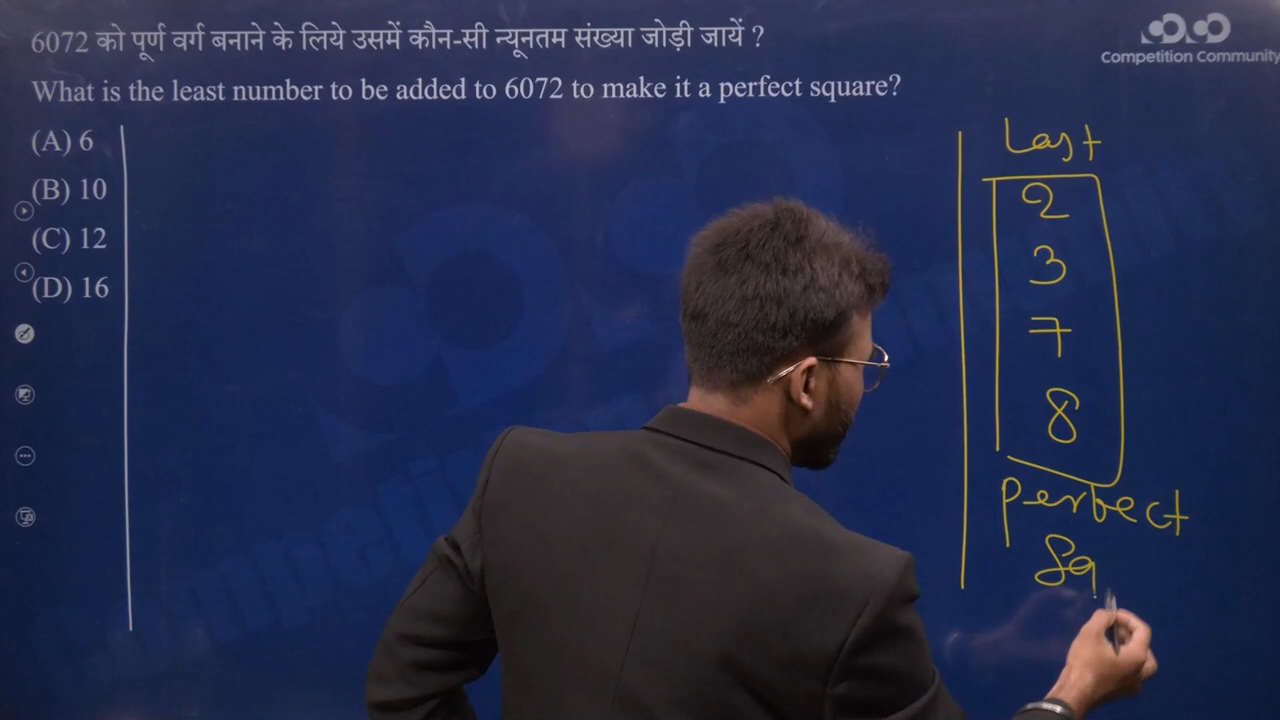 6072 को पूर्ण वर्ग बनाने के लिये उसमें कौन-सी न्यूनतम संख्या जोड़ी जायें ?
What is the least number to be added to 6072 to make it a perfect square?
(A) 6
(B) 10
(C) 12
(D) 16
Competition Community
Last
2
3
7
8
perfect
Sq